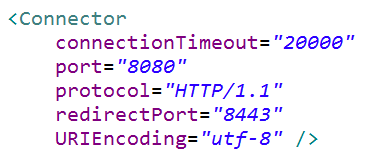 <Connector
connectionTimeout="20000"
port="8080"
protocol="HTTP/1.1"
redirectPort="8443"
URIEncoding="utf-8" />